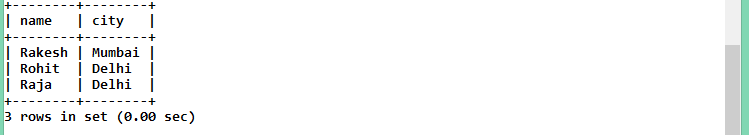 +--------+--------+
| name   | city   |
+--------+--------+
| Rakesh | Mumbai |
| Rohit  | Delhi  |
| Raja   | Delhi  |
+--------+--------+
3 rows in set (0.00 sec)